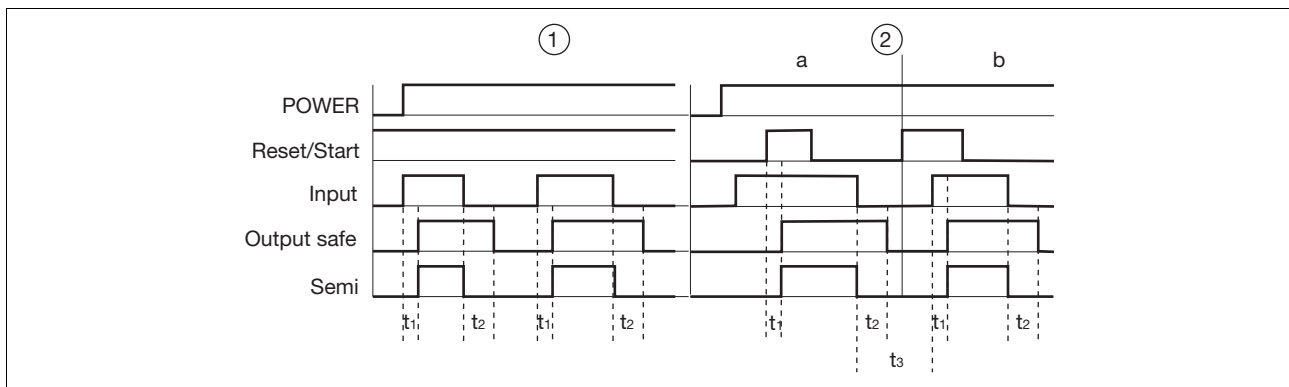 ① ②
a b
POWER
Reset/Start
Input
Output safe
Semi
t1 t2 t1 t2 t1 t2 t1 t2
t3